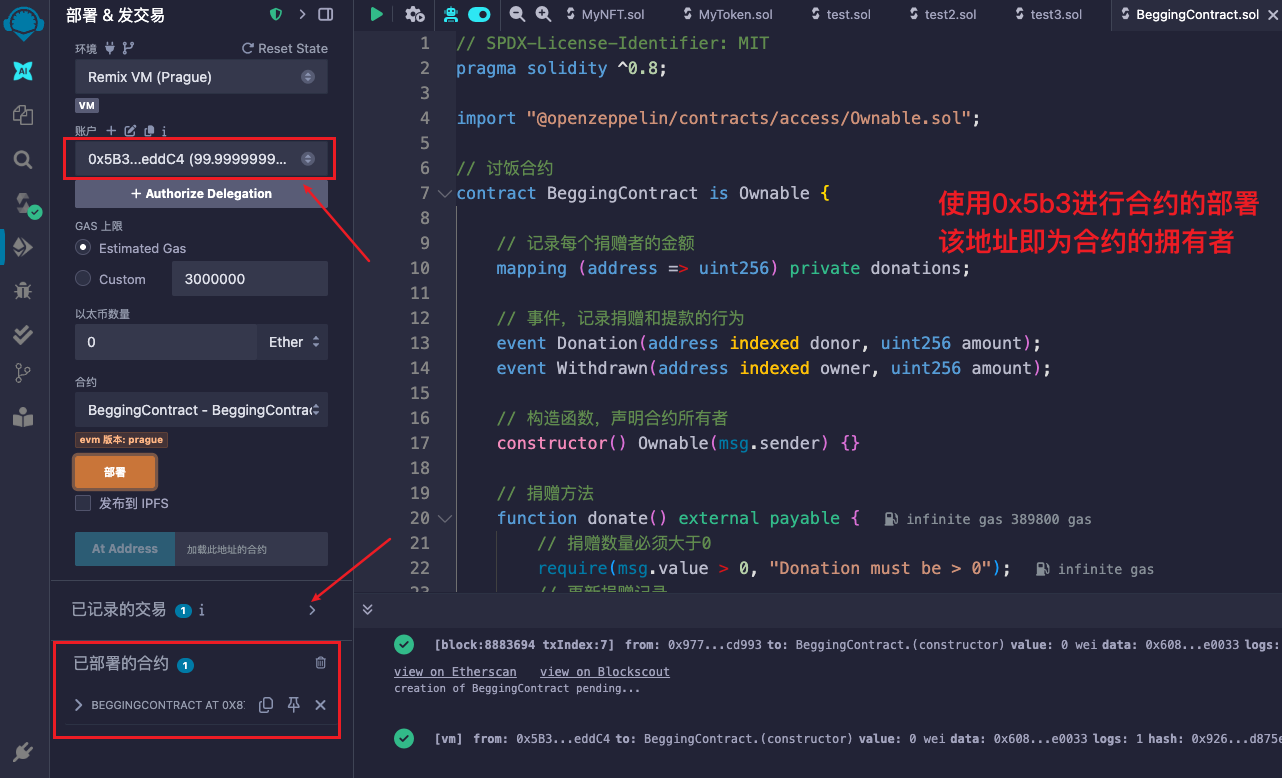 部署 & 发交易
环境
Reset State
Remix VM (Prague)
VM
账户
0x5B3...eddC4 (99.9999999...
+ Authorize Delegation
GAS 上限
Estimated Gas
Custom
3000000
以太币数量
0
Ether
合约
BeggingContract - BeggingContrac
evm 版本: prague
部署
发布到 IPFS
At Address
加载此地址的合约
已记录的交易 1 i
已部署的合约 1
BEGGINGCONTRACT AT 0X8
AI
MyNFT.sol
MyToken.sol
test.sol
test2.sol
test3.sol
BeggingContract.sol
1 // SPDX-License-Identifier: MIT
2 pragma solidity ^0.8;
3
4 import "@openzeppelin/contracts/access/Ownable.sol";
5
6 // 讨饭合约
7 contract BeggingContract is Ownable {
8
9 // 记录每个捐赠者的金额
10 mapping (address => uint256) private donations;
11
12 // 事件，记录捐赠和提款的行为
13 event Donation(address indexed donor, uint256 amount);
14 event Withdrawn(address indexed owner, uint256 amount);
15
16 // 构造函数，声明合约所有者
17 constructor() Ownable(msg.sender) {}
18
19 // 捐赠方法
20 function donate() external payable { infinite gas 389800 gas
21 // 捐赠数量必须大于0
22 require(msg.value > 0, "Donation must be > 0"); infinite gas
23 // 更新捐赠记录
使用0x5b3进行合约的部署
该地址即为合约的拥有者
[block:8883694 txIndex:7] from: 0x977...cd993 to: BeggingContract.(constructor) value: 0 wei data: 0x608...e0033 logs:
view on Etherscan view on Blockscout
creation of BeggingContract pending...
[vm] from: 0x5B3...eddC4 to: BeggingContract.(constructor) value: 0 wei data: 0x608...e0033 logs: 1 hash: 0x926...d875e